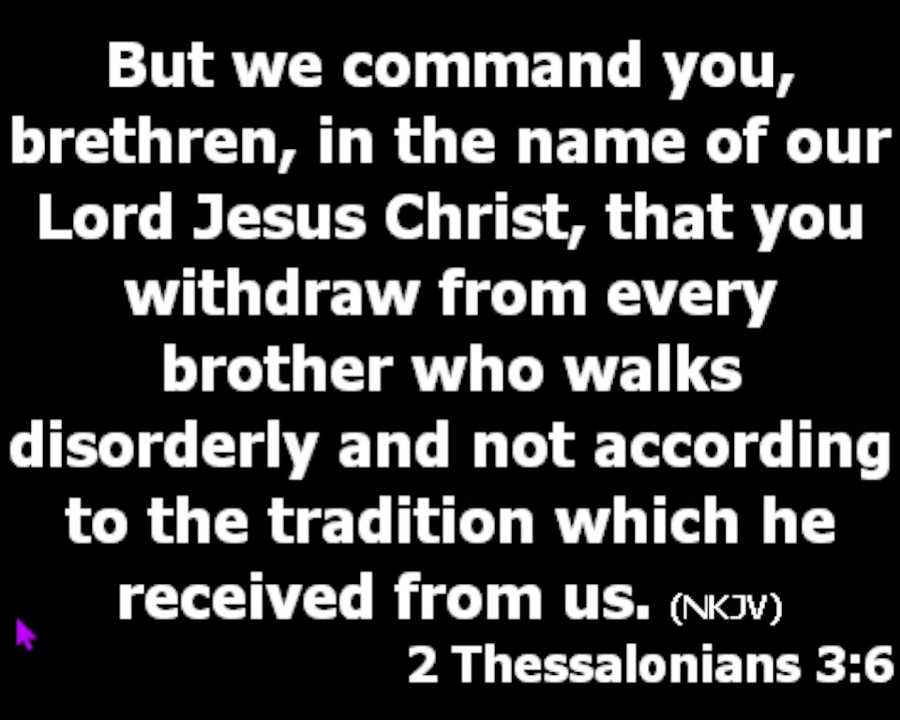 But we command you,
brethren, in the name of our
Lord Jesus Christ, that you
withdraw from every
brother who walks
disorderly and not according
to the tradition which he
received from us. (NKJV)
2 Thessalonians 3:6